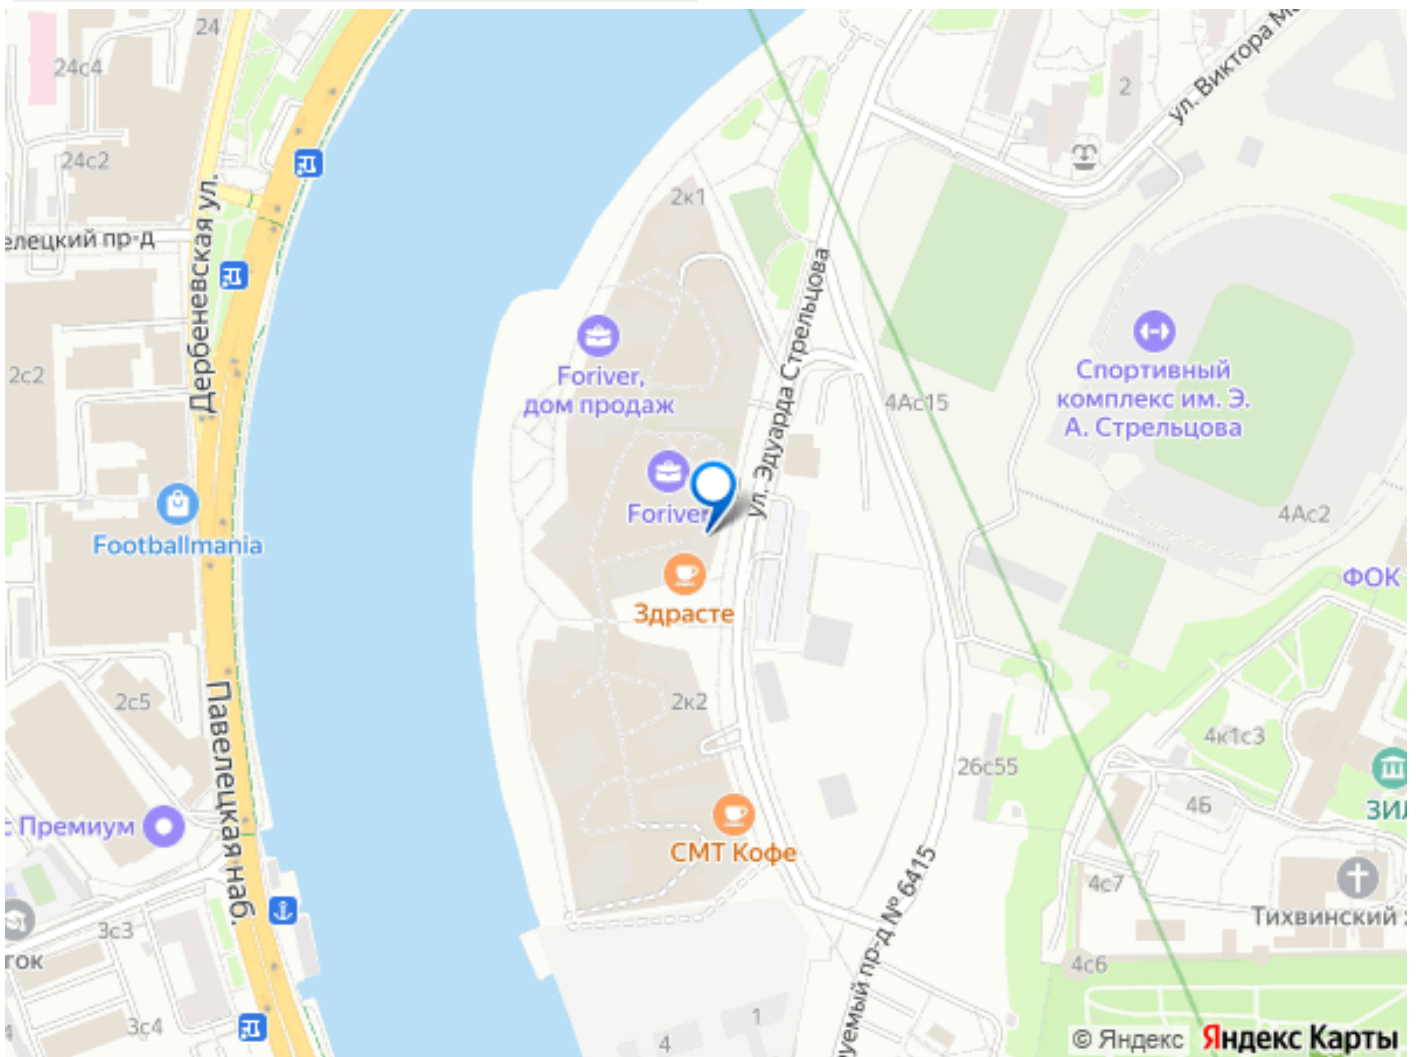 24
24с4
2
ул. Виктора М
24с2
2к1
Дербеневская ул.
елецкий пр-д
ул. Эдуарда Стрельцова
2с2
Foriver,
дом продаж
4Ас15
Спортивный
комплекс им. Э.
А. Стрельцова
Foriver
4Ас2
Footballmania
ФОК
Здрасте
2с5
2к2
Павелецкая наб.
4к1с3
26с55
4Б
ЗИЛ
с Премиум
СМТ Кофе
4с7
уемый пр-д № 6415
Тихвинский
3с3
ток
4с6
1
3с4
4
© Яндекс
Яндекс Карты